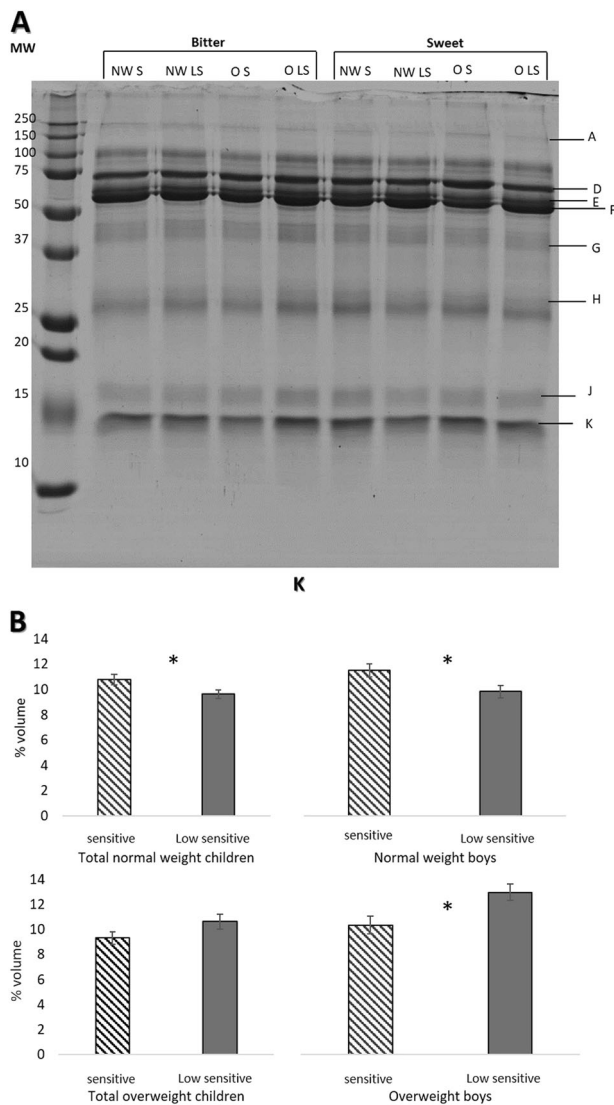 A
MW
Bitter
Sweet
NW S
NW LS
O S
O LS
NW S
NW LS
O S
O LS
250
150
100
75
50
37
25
20
15
10
A
D
E
F
G
H
J
K
K
B
14
12
10
8
6
4
2
0
% volume
*
*
sensitive
Low sensitive
sensitive
Low sensitive
Total normal weight children
Normal weight boys
14
12
10
8
6
4
2
0
% volume
*
sensitive
Low sensitive
sensitive
Low sensitive
Total overweight children
Overweight boys